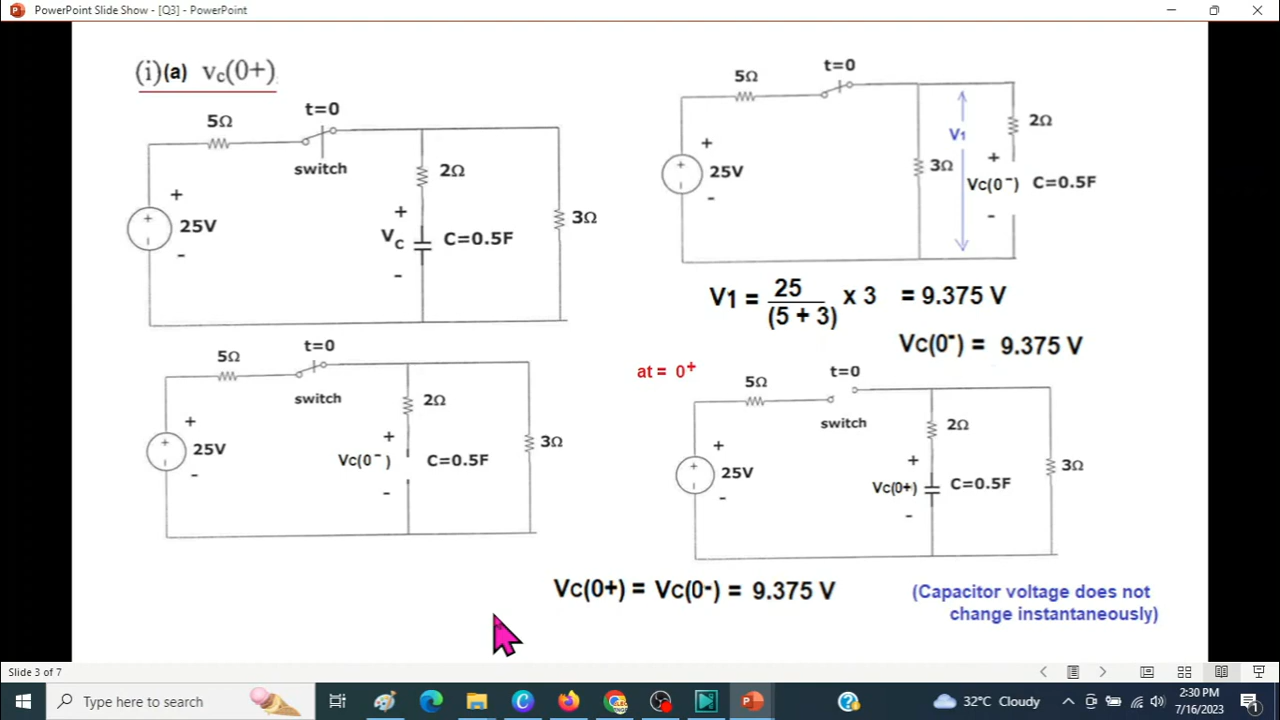 PowerPoint Slide Show - [Q3] - PowerPoint
(i)(a) vc(0+)
t=0
5Ω
switch
2Ω
+
25V
-
+
Vc
-
C=0.5F
3Ω
t=0
5Ω
2Ω
V1
+
25V
-
3Ω
+
Vc(0⁻)
-
C=0.5F
V1 = 25/(5 + 3) x 3 = 9.375 V
Vc(0⁻) = 9.375 V
t=0
5Ω
switch
2Ω
+
25V
-
+
Vc(0⁻)
-
C=0.5F
3Ω
at = 0⁺
t=0
5Ω
switch
2Ω
+
25V
-
+
Vc(0+)
-
C=0.5F
3Ω
Vc(0+) = Vc(0-) = 9.375 V
(Capacitor voltage does not
change instantaneously)
Slide 3 of 7
Type here to search
32°C Cloudy
2:30 PM
7/16/2023
1